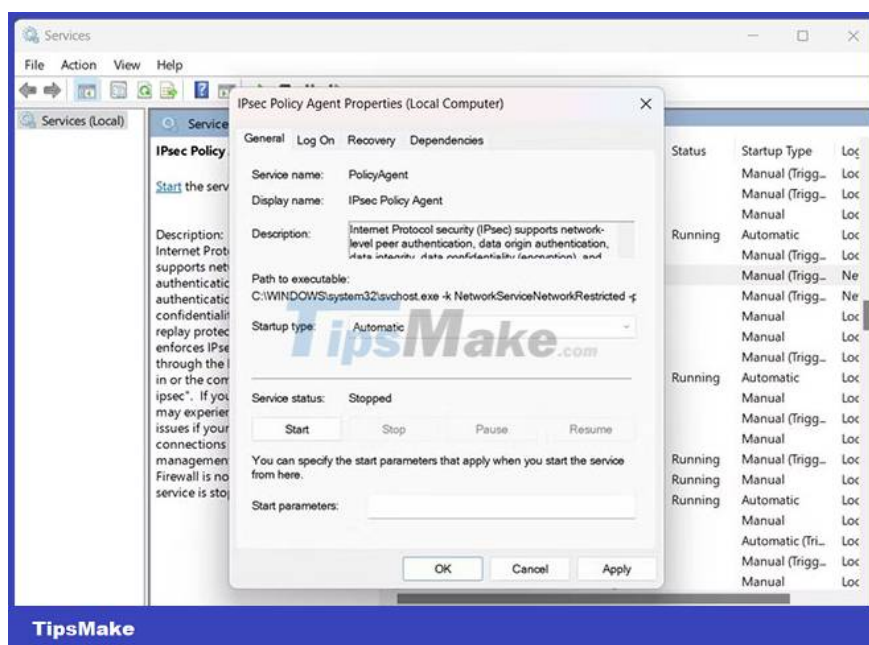 Services
File Action View Help
Services (Local)
Service
IPsec Policy
Start the serv
Description:
Internet Prot
supports net
authenticatic
authenticatic
confidentiali
replay protec
enforces IPse
through the
in or the com
ipsec". If you
may experier
issues if your
connections
managemen
Firewall is no
service is sto
IPsec Policy Agent Properties (Local Computer)
General Log On Recovery Dependencies
Service name: PolicyAgent
Display name: IPsec Policy Agent
Description: Internet Protocol security (IPsec) supports network-
level peer authentication, data origin authentication,
data integrity, data confidentiality (encryption), and
Path to executable:
C:\WINDOWS\system32\svchost.exe -k NetworkServiceNetworkRestricted -p
Startup type: Automatic
TipsMake.com
Service status: Stopped
Start Stop Pause Resume
You can specify the start parameters that apply when you start the service
from here.
Start parameters:
OK Cancel Apply
Status Startup Type Log
Manual (Trigg... Loc
Manual (Trigg... Loc
Manual Loc
Running Automatic Loc
Manual (Trigg... Loc
Manual (Trigg... Ne
Manual (Trigg... Ne
Manual Loc
Manual Loc
Manual (Trigg... Loc
Running Automatic Loc
Manual Loc
Manual (Trigg... Loc
Manual Loc
Running Manual (Trigg... Loc
Running Manual Loc
Running Automatic Loc
Manual Loc
Automatic (Tri... Loc
Manual (Trigg... Loc
Manual Loc
TipsMake